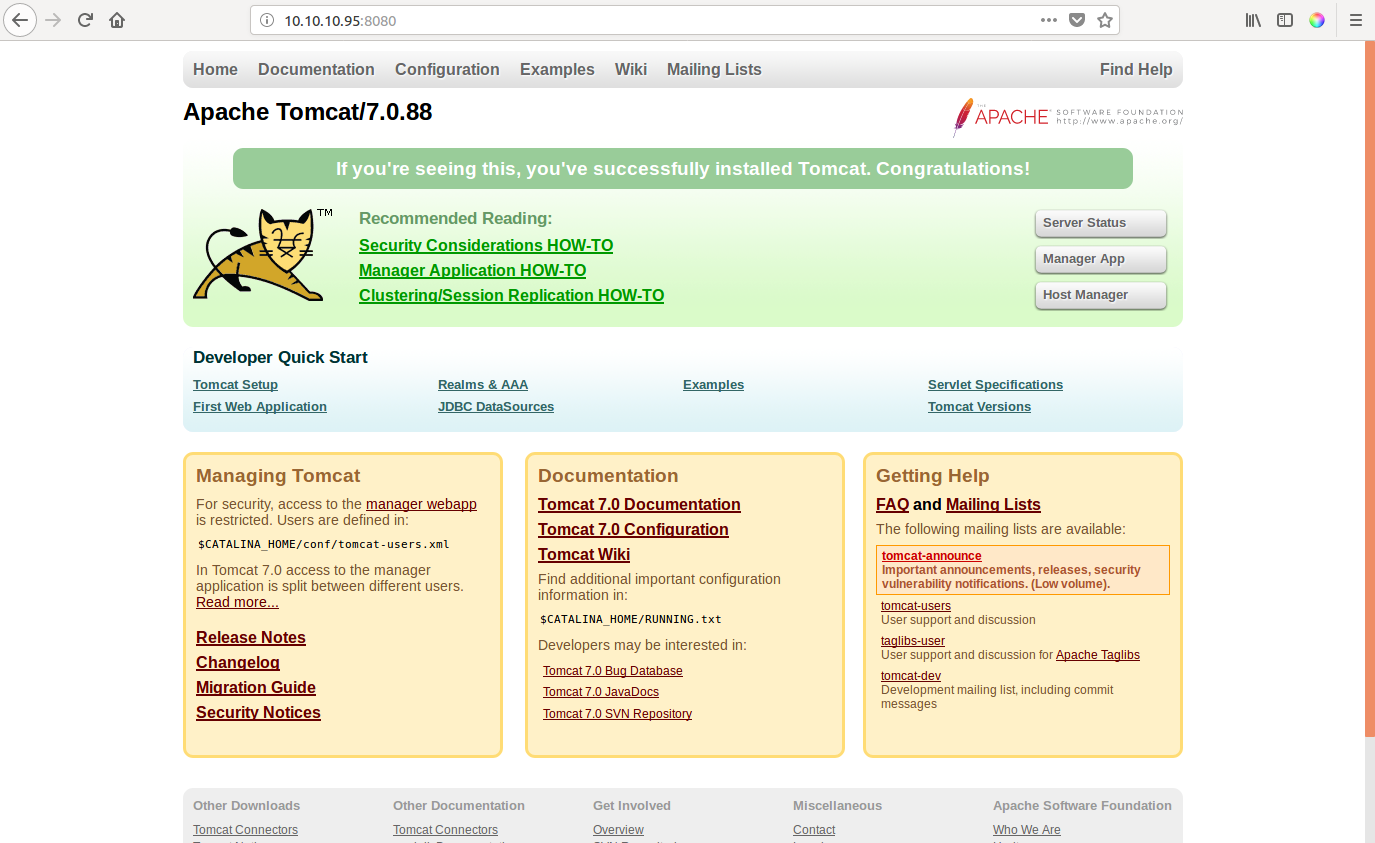 10.10.10.95:8080
Home Documentation Configuration Examples Wiki Mailing Lists Find Help
Apache Tomcat/7.0.88
THE
APACHE
SOFTWARE FOUNDATION
http://www.apache.org/
If you're seeing this, you've successfully installed Tomcat. Congratulations!
TM
Recommended Reading:
Security Considerations HOW-TO
Manager Application HOW-TO
Clustering/Session Replication HOW-TO
Server Status
Manager App
Host Manager
Developer Quick Start
Tomcat Setup
First Web Application
Realms & AAA
JDBC DataSources
Examples
Servlet Specifications
Tomcat Versions
Managing Tomcat
For security, access to the manager webapp
is restricted. Users are defined in:
$CATALINA_HOME/conf/tomcat-users.xml
In Tomcat 7.0 access to the manager
application is split between different users.
Read more...
Release Notes
Changelog
Migration Guide
Security Notices
Documentation
Tomcat 7.0 Documentation
Tomcat 7.0 Configuration
Tomcat Wiki
Find additional important configuration
information in:
$CATALINA_HOME/RUNNING.txt
Developers may be interested in:
Tomcat 7.0 Bug Database
Tomcat 7.0 JavaDocs
Tomcat 7.0 SVN Repository
Getting Help
FAQ and Mailing Lists
The following mailing lists are available:
tomcat-announce
Important announcements, releases, security
vulnerability notifications. (Low volume).
tomcat-users
User support and discussion
taglibs-user
User support and discussion for Apache Taglibs
tomcat-dev
Development mailing list, including commit
messages
Other Downloads
Tomcat Connectors
Other Documentation
Tomcat Connectors
Get Involved
Overview
Miscellaneous
Contact
Apache Software Foundation
Who We Are